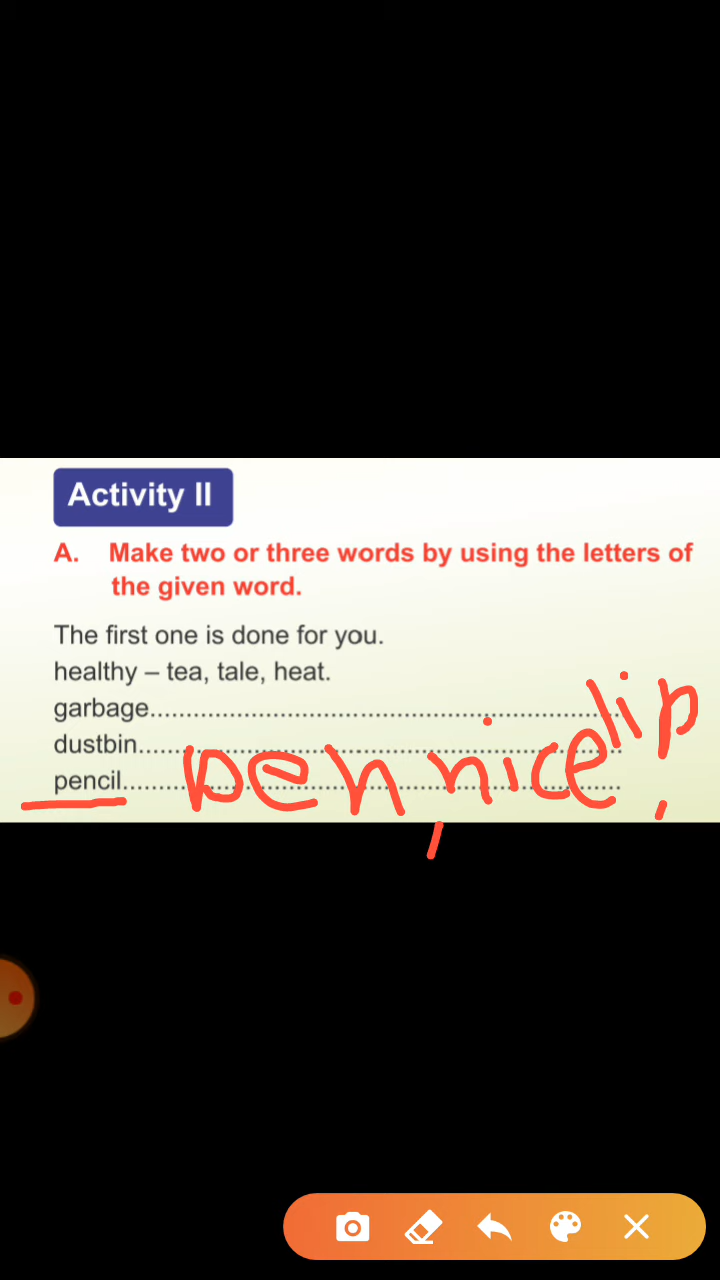 Activity II
A. Make two or three words by using the letters of
the given word.
The first one is done for you.
healthy – tea, tale, heat.
garbage..............................................................
dustbin...............................................................
pencil.................................................................
pen, nice, lip